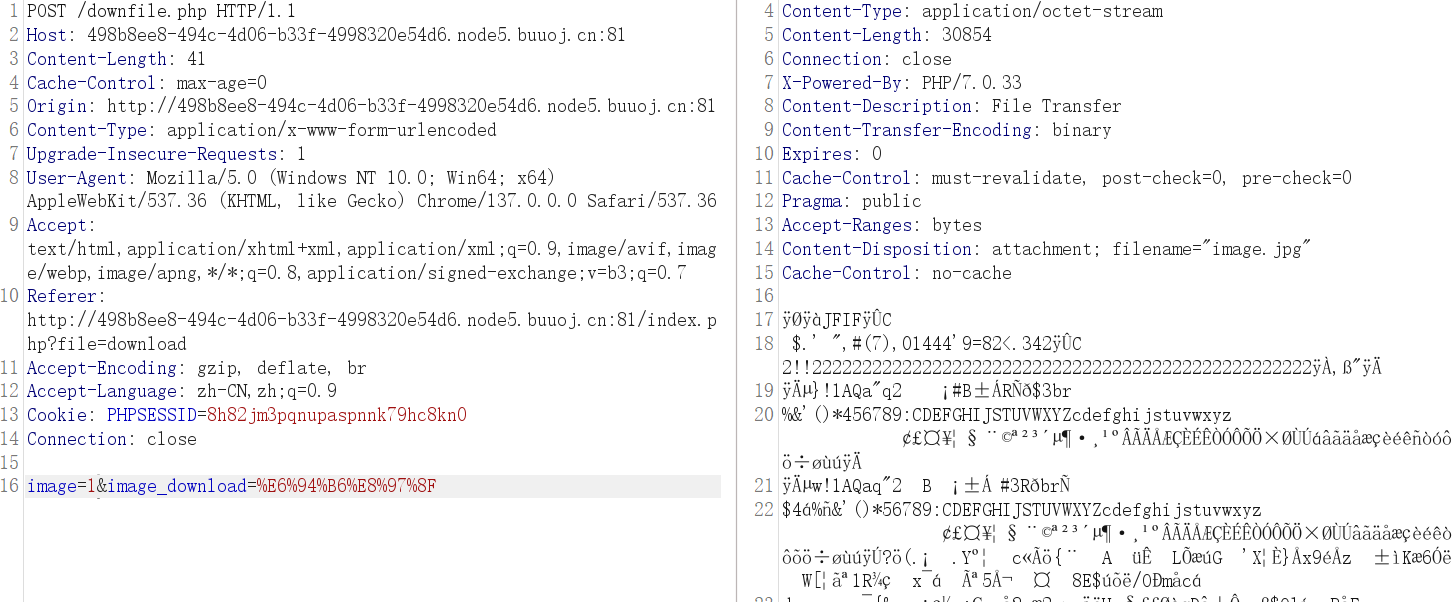 1 POST /downfile.php HTTP/1.1
2 Host: 498b8ee8-494c-4d06-b33f-4998320e54d6.node5.buuoj.cn:81
3 Content-Length: 41
4 Cache-Control: max-age=0
5 Origin: http://498b8ee8-494c-4d06-b33f-4998320e54d6.node5.buuoj.cn:81
6 Content-Type: application/x-www-form-urlencoded
7 Upgrade-Insecure-Requests: 1
8 User-Agent: Mozilla/5.0 (Windows NT 10.0; Win64; x64)
AppleWebKit/537.36 (KHTML, like Gecko) Chrome/137.0.0.0 Safari/537.36
9 Accept:
text/html,application/xhtml+xml,application/xml;q=0.9,image/avif,imag
e/webp,image/apng,*/*;q=0.8,application/signed-exchange;v=b3;q=0.7
10 Referer:
http://498b8ee8-494c-4d06-b33f-4998320e54d6.node5.buuoj.cn:81/index.p
hp?file=download
11 Accept-Encoding: gzip, deflate, br
12 Accept-Language: zh-CN,zh;q=0.9
13 Cookie: PHPSESSID=8h82jm3pqnupaspnnk79hc8kn0
14 Connection: close
15
16 image=1&image_download=%E6%94%B6%E8%97%8F
4 Content-Type: application/octet-stream
5 Content-Length: 30854
6 Connection: close
7 X-Powered-By: PHP/7.0.33
8 Content-Description: File Transfer
9 Content-Transfer-Encoding: binary
10 Expires: 0
11 Cache-Control: must-revalidate, post-check=0, pre-check=0
12 Pragma: public
13 Accept-Ranges: bytes
14 Content-Disposition: attachment; filename="image.jpg"
15 Cache-Control: no-cache
16
17 ÿØÿàJFIFÿÛC
18 $.' ",#(7),01444'9=82<.342ÿÛC
2!!22222222222222222222222222222222222222222222222222ÿÀ,ß"ÿÄ
19 ÿÄµ}!1AQa"q2 ¡#B±ÁRÑð$3br
20 %&'()*456789:CDEFGHIJSTUVWXYZcdefghijstuvwxyz
¢£¤¥¦§¨©ª²³´µ¶·¸¹ºÂÃÄÅÆÇÈÉÊÒÓÔÕÖ×ØÙÚáâãäåæçèéêñòóô
ö÷øùúÿÄ
21 ÿÄµw!1AQaq"2 B ¡±Á #3RðbrÑ
22 $4á%ñ&'()*56789:CDEFGHIJSTUVWXYZcdefghijstuvwxyz
¢£¤¥¦§¨©ª²³´µ¶·¸¹ºÂÃÄÅÆÇÈÉÊÒÓÔÕÖ×ØÙÚâãäåæçèéêò
ôõö÷øùúÿÚ?ö(.¡ .Yº¦ c«Ãö{¨ A üÊ LÕæúG 'X¦È}Åx9éÅz ±ìKæ6Óë
W[¦ãª1R¾ç x¯á Ãª5Å¬ ¤ 8E$úõë/0Ðmåcá